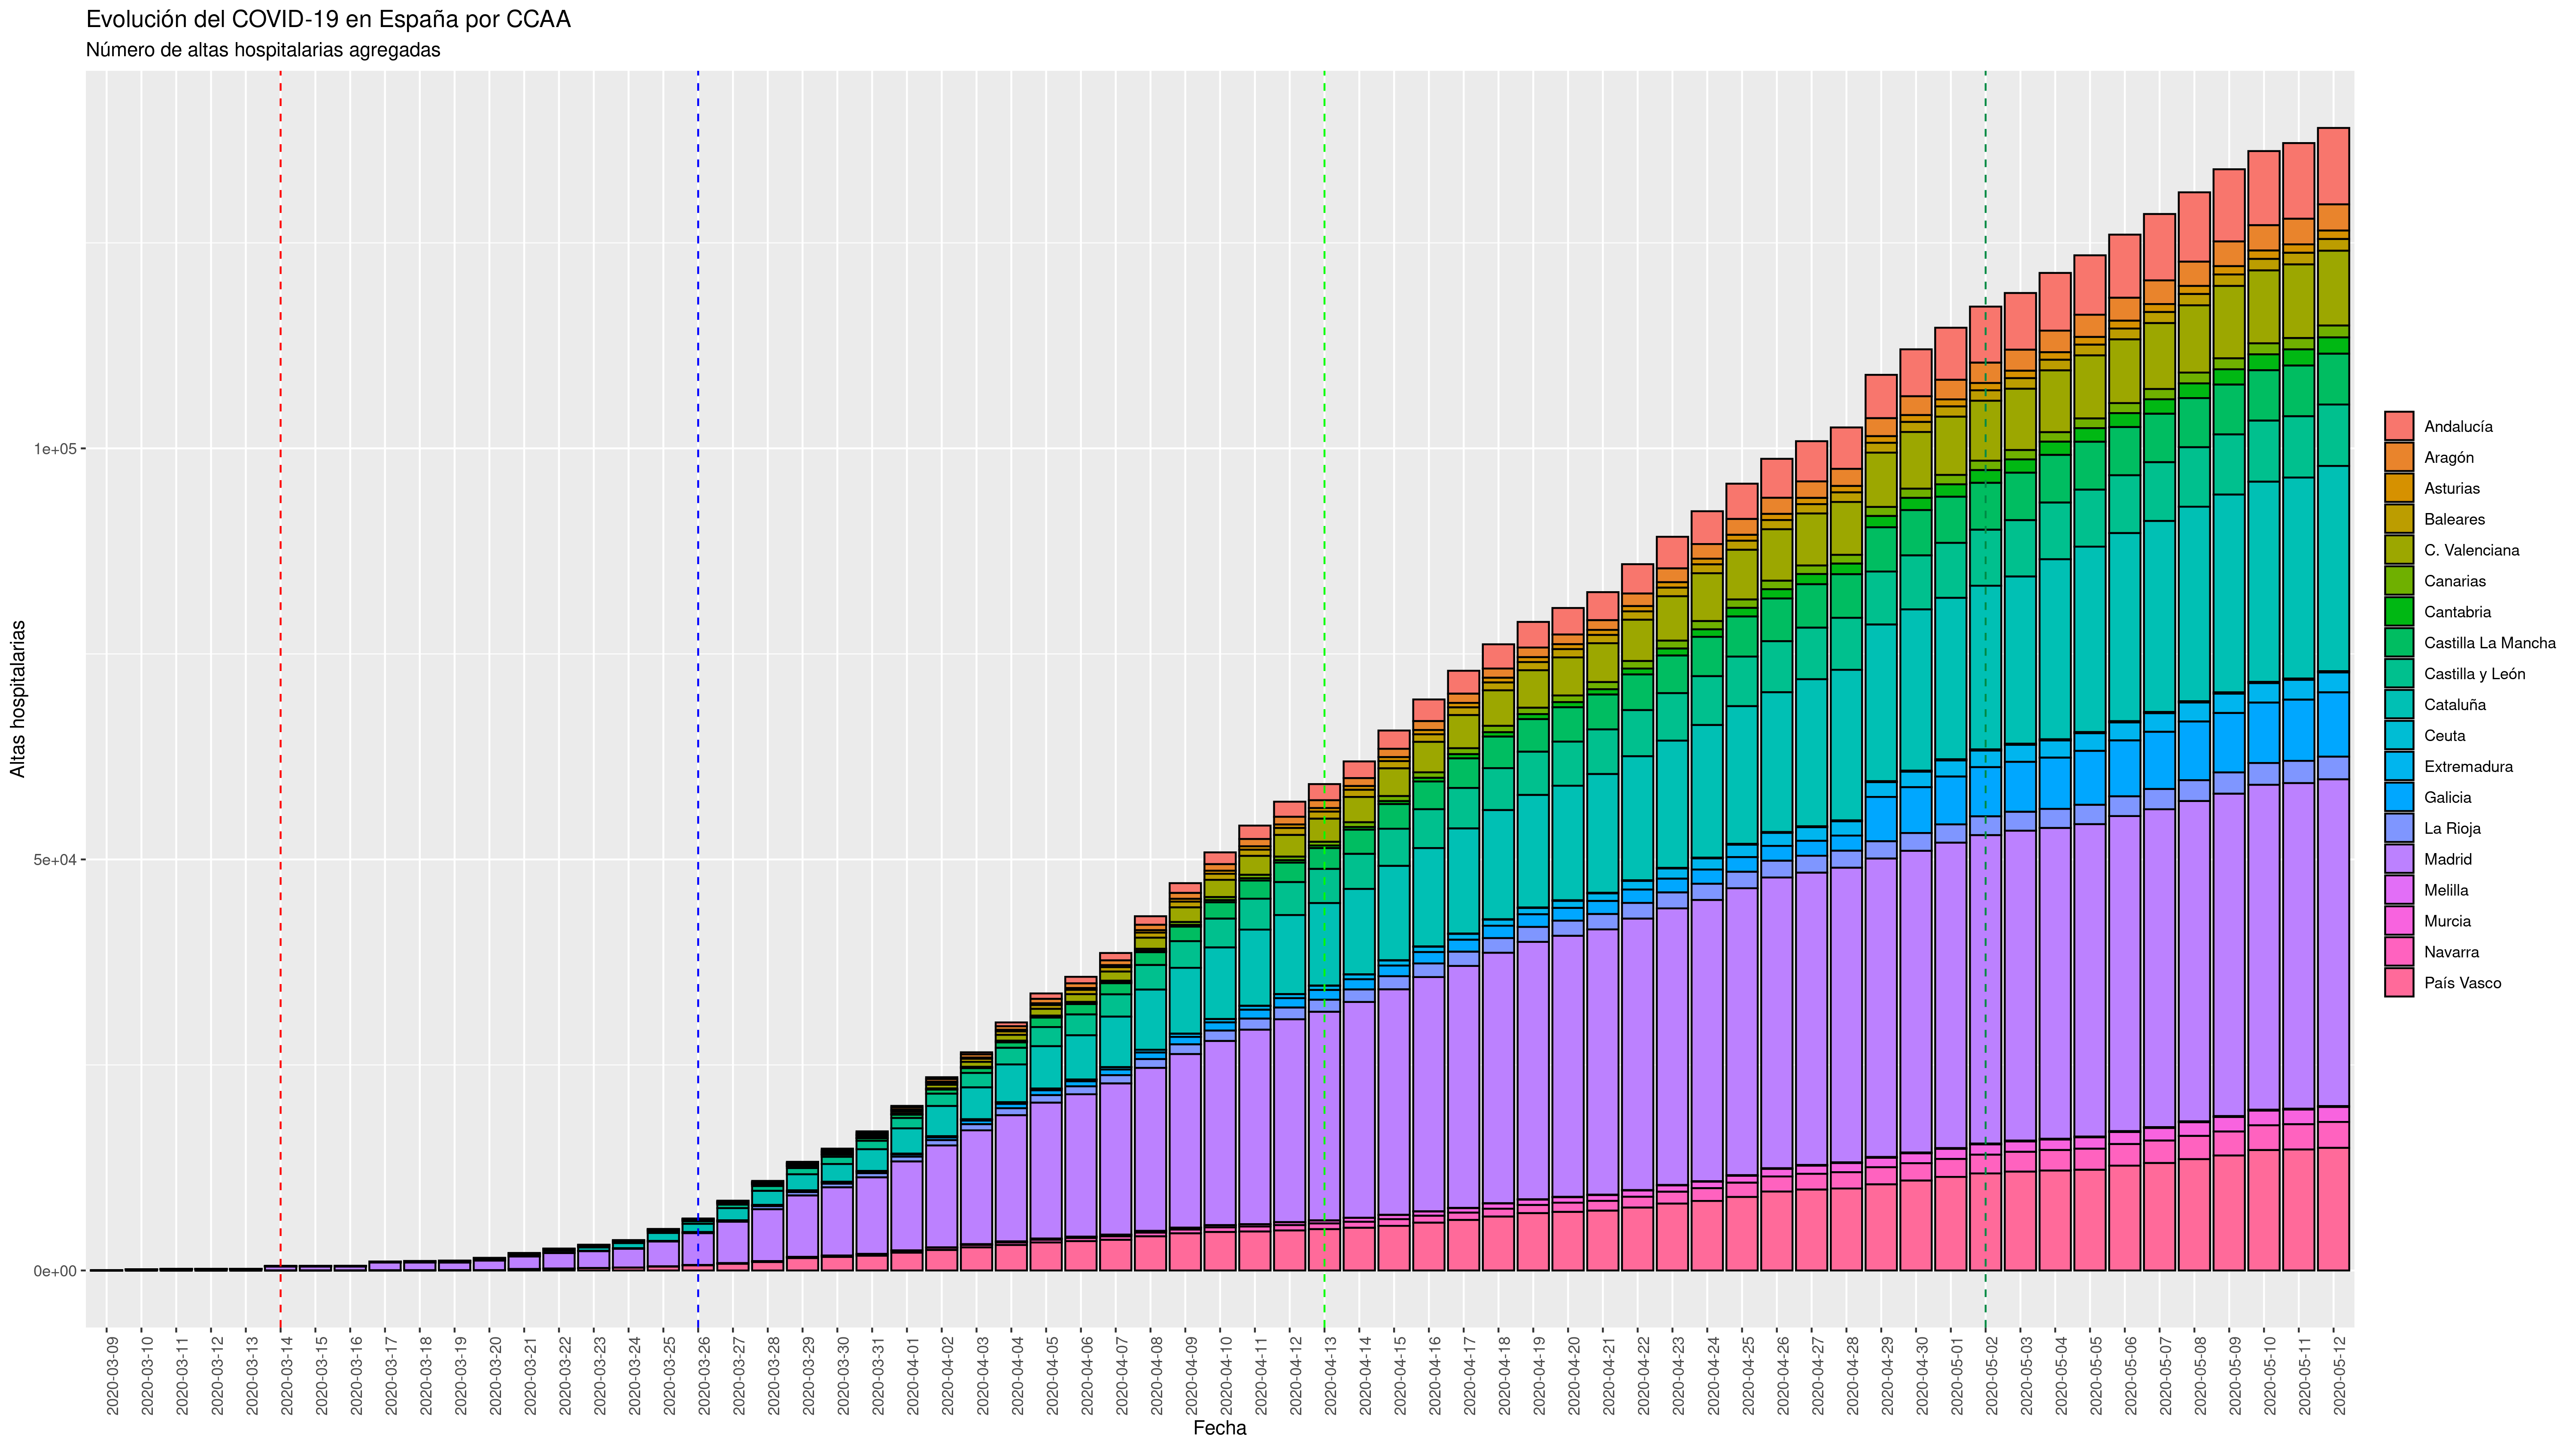 Evolución del COVID-19 en España por CCAA
Número de altas hospitalarias agregadas
Altas hospitalarias
1e+05
5e+04
0e+00
2020-03-09
2020-03-10
2020-03-11
2020-03-12
2020-03-13
2020-03-14
2020-03-15
2020-03-16
2020-03-17
2020-03-18
2020-03-19
2020-03-20
2020-03-21
2020-03-22
2020-03-23
2020-03-24
2020-03-25
2020-03-26
2020-03-27
2020-03-28
2020-03-29
2020-03-30
2020-03-31
2020-04-01
2020-04-02
2020-04-03
2020-04-04
2020-04-05
2020-04-06
2020-04-07
2020-04-08
2020-04-09
2020-04-10
2020-04-11
2020-04-12
2020-04-13
2020-04-14
2020-04-15
2020-04-16
2020-04-17
2020-04-18
2020-04-19
2020-04-20
2020-04-21
2020-04-22
2020-04-23
2020-04-24
2020-04-25
2020-04-26
2020-04-27
2020-04-28
2020-04-29
2020-04-30
2020-05-01
2020-05-02
2020-05-03
2020-05-04
2020-05-05
2020-05-06
2020-05-07
2020-05-08
2020-05-09
2020-05-10
2020-05-11
2020-05-12
Fecha
Andalucía
Aragón
Asturias
Baleares
C. Valenciana
Canarias
Cantabria
Castilla La Mancha
Castilla y León
Cataluña
Ceuta
Extremadura
Galicia
La Rioja
Madrid
Melilla
Murcia
Navarra
País Vasco